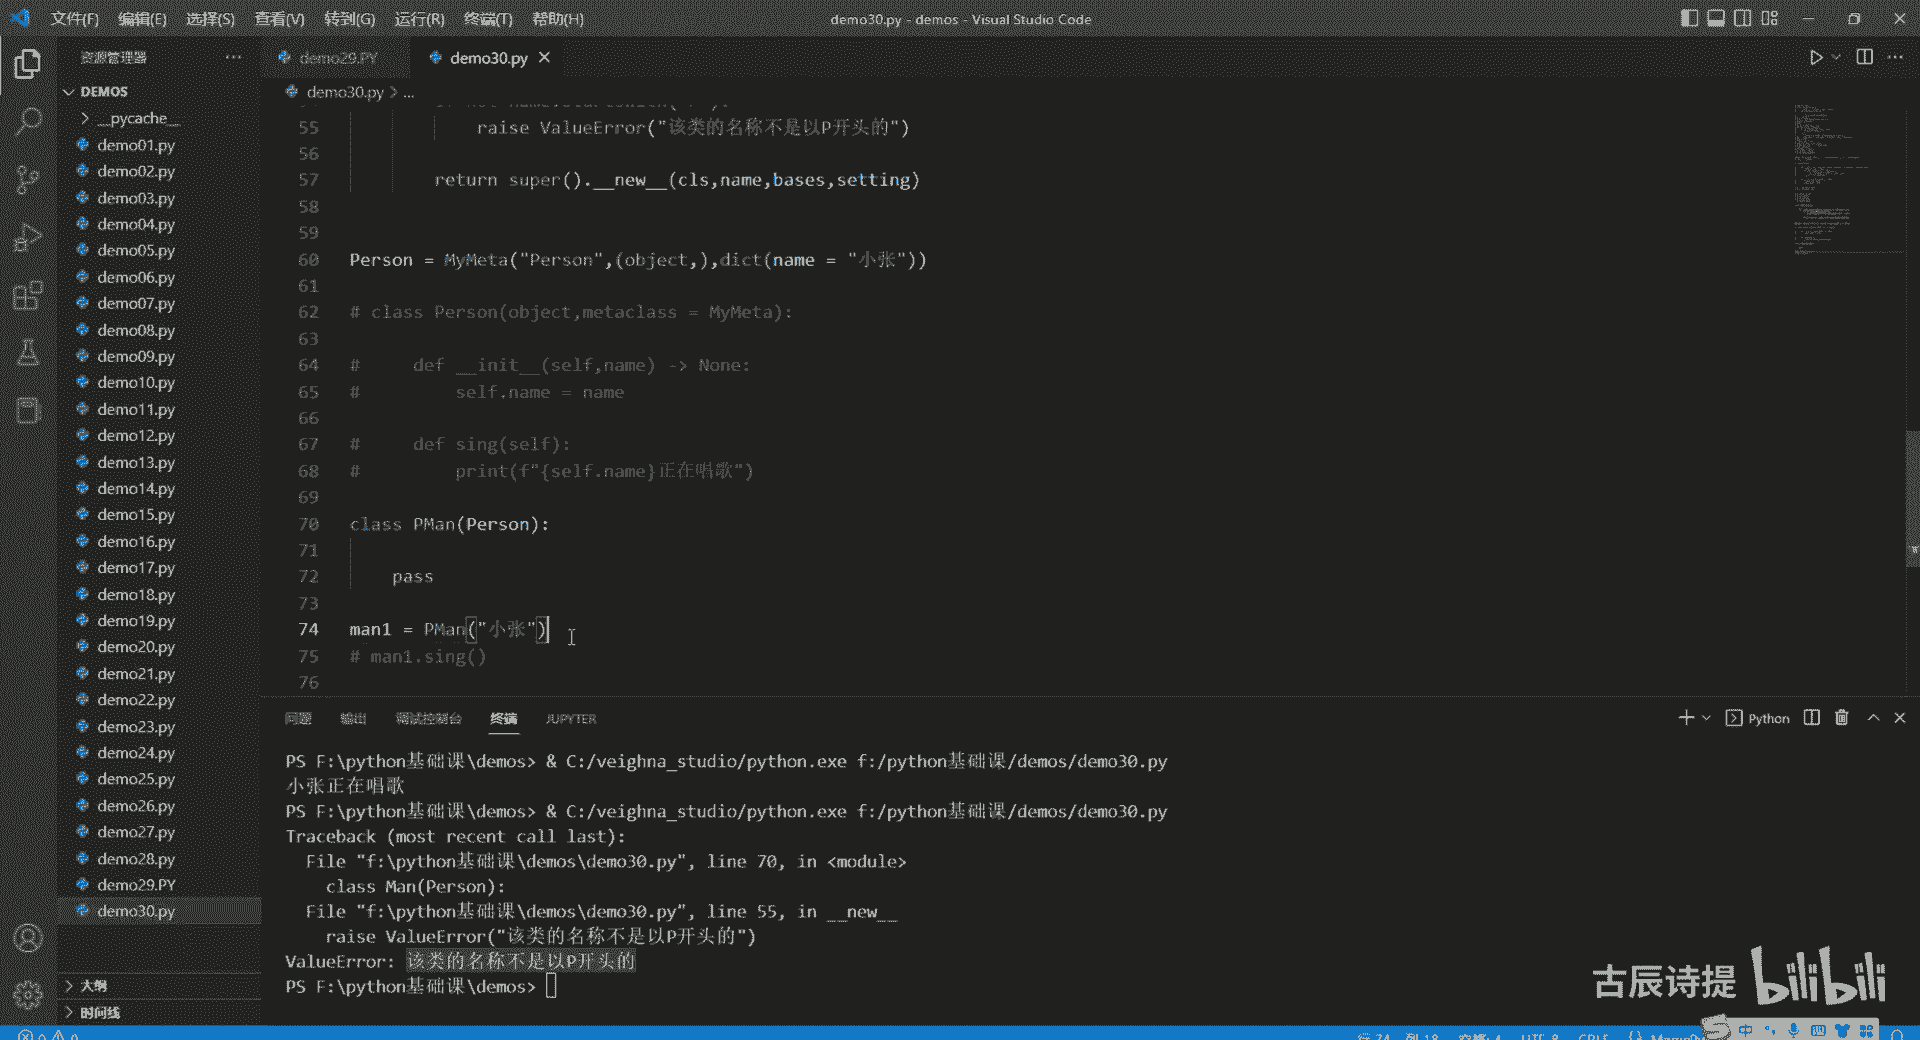 文件(F) 编辑(E) 选择(S) 查看(V) 转到(G) 运行(R) 终端(T) 帮助(H) demo30.py - demos - Visual Studio Code
资源管理器 ...
demo29.PY demo30.py
DEMOS
demo30.py > ...
__pycache__
demo01.py
demo02.py
demo03.py
demo04.py
demo05.py
demo06.py
demo07.py
demo08.py
demo09.py
demo10.py
demo11.py
demo12.py
demo13.py
demo14.py
demo15.py
demo16.py
demo17.py
demo18.py
demo19.py
demo20.py
demo21.py
demo22.py
demo23.py
demo24.py
demo25.py
demo26.py
demo27.py
demo28.py
demo29.PY
demo30.py
大纲
时间线
55 raise ValueError("该类的名称不是以P开头的")
56
57 return super().__new__(cls,name,bases,setting)
58
59
60 Person = MyMeta("Person",(object,),dict(name = "小张"))
61
62 # class Person(object,metaclass = MyMeta):
63
64 #     def __init__(self,name) -> None:
65 #         self.name = name
66
67 #     def sing(self):
68 #         print(f"{self.name}正在唱歌")
69
70 class PMan(Person):
71
72     pass
73
74 man1 = PMan("小张")
75 # man1.sing()
76
问题 输出 调试控制台 终端 JUPYTER Python
PS F:\python基础课\demos> & C:/veighna_studio/python.exe f:/python基础课/demos/demo30.py
小张正在唱歌
PS F:\python基础课\demos> & C:/veighna_studio/python.exe f:/python基础课/demos/demo30.py
Traceback (most recent call last):
  File "f:\python基础课\demos\demo30.py", line 70, in <module>
    class Man(Person):
  File "f:\python基础课\demos\demo30.py", line 55, in __new__
    raise ValueError("该类的名称不是以P开头的")
ValueError: 该类的名称不是以P开头的
PS F:\python基础课\demos>
古辰诗提 bilibili